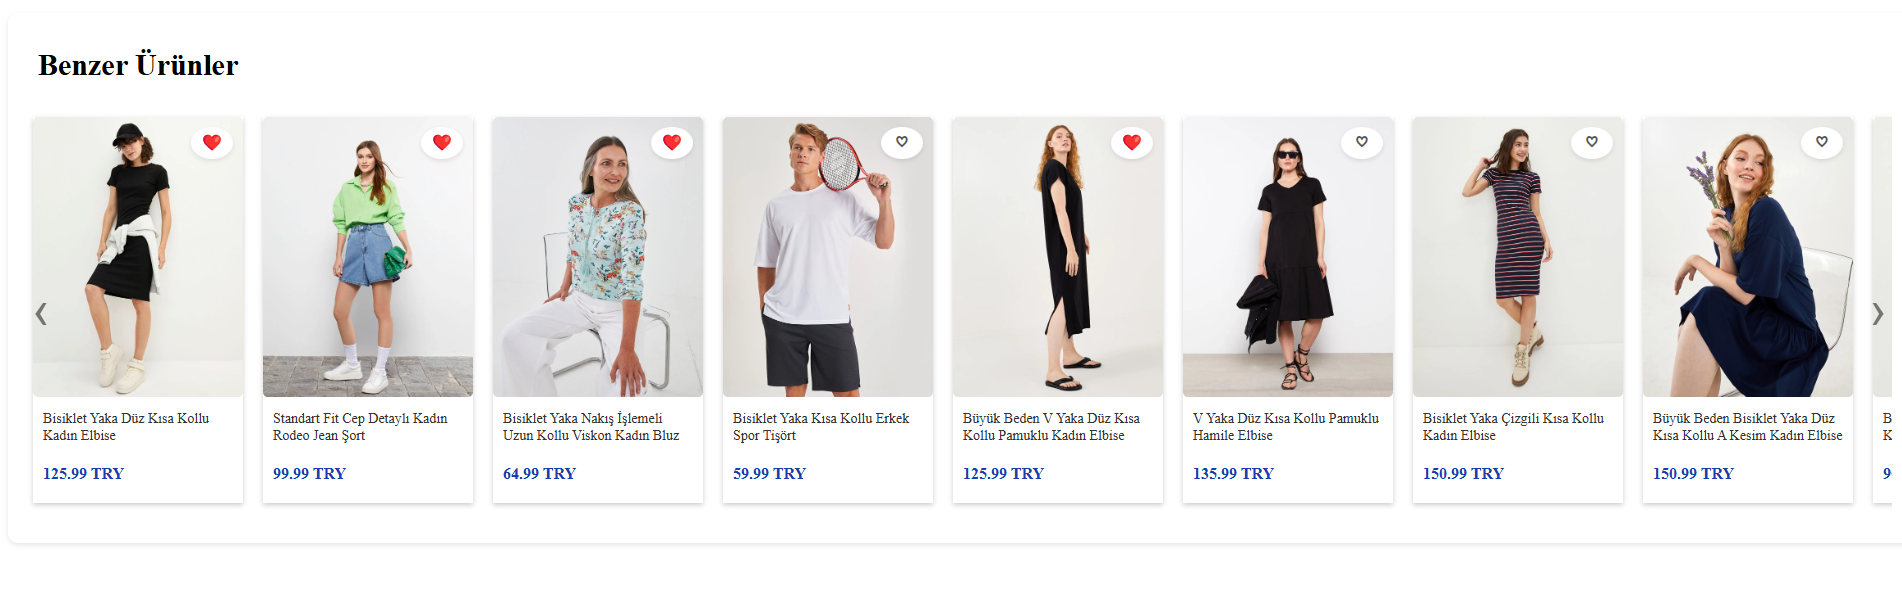 Benzer Ürünler
Bisiklet Yaka Düz Kısa Kollu
Kadın Elbise
125.99 TRY
Standart Fit Cep Detaylı Kadın
Rodeo Jean Şort
99.99 TRY
Bisiklet Yaka Nakış İşlemeli
Uzun Kollu Viskon Kadın Bluz
64.99 TRY
Bisiklet Yaka Kısa Kollu Erkek
Spor Tişört
59.99 TRY
Büyük Beden V Yaka Düz Kısa
Kollu Pamuklu Kadın Elbise
125.99 TRY
V Yaka Düz Kısa Kollu Pamuklu
Hamile Elbise
135.99 TRY
Bisiklet Yaka Çizgili Kısa Kollu
Kadın Elbise
150.99 TRY
Büyük Beden Bisiklet Yaka Düz
Kısa Kollu A Kesim Kadın Elbise
150.99 TRY